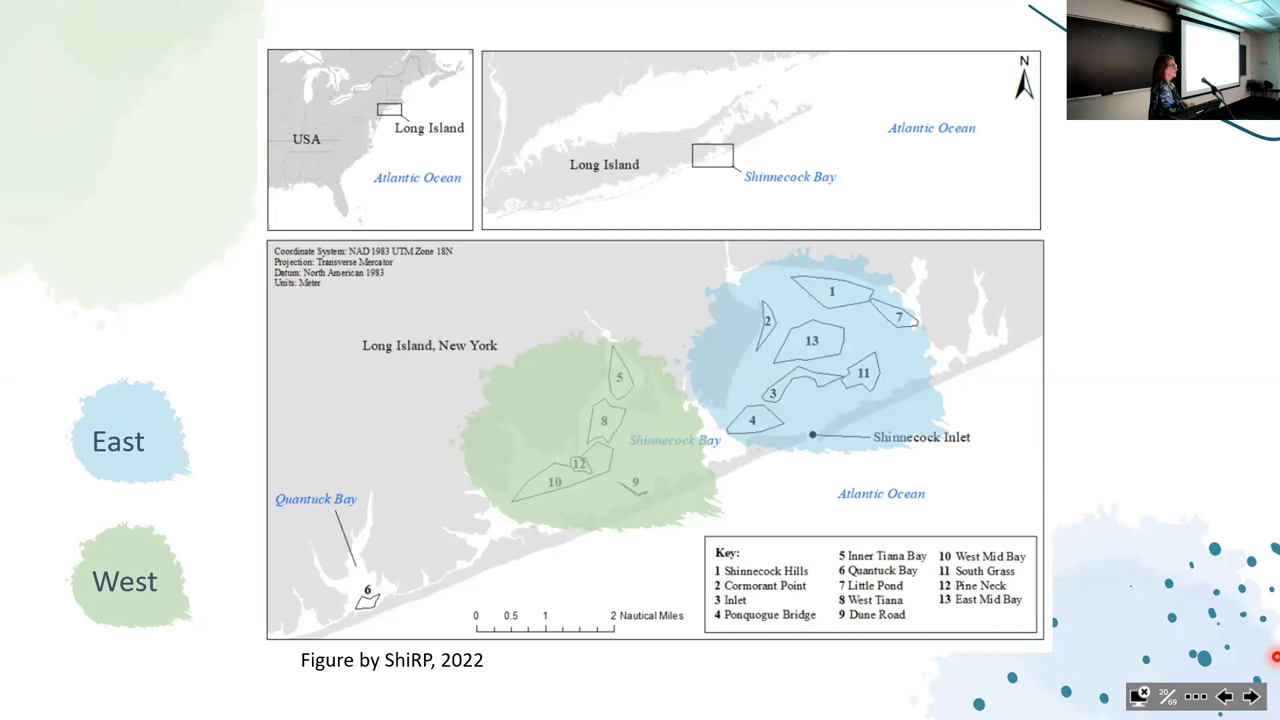 USA
Long Island
Atlantic Ocean
N
Long Island
Atlantic Ocean
Shinnecock Bay
Coordinate System: NAD 1983 UTM Zone 18N
Projection: Transverse Mercator
Datum: North American 1983
Units: Meter
Long Island, New York
1
2
7
13
5
11
3
8
4
Shinnecock Bay
Shinnecock Inlet
12
10
9
East
Quantuck Bay
Atlantic Ocean
West
6
0 0.5 1 2 Nautical Miles
Key:
1 Shinnecock Hills
2 Cormorant Point
3 Inlet
4 Ponquogue Bridge
5 Inner Tiana Bay
6 Quantuck Bay
7 Little Pond
8 West Tiana
9 Dune Road
10 West Mid Bay
11 South Grass
12 Pine Neck
13 East Mid Bay
Figure by ShiRP, 2022
20/69